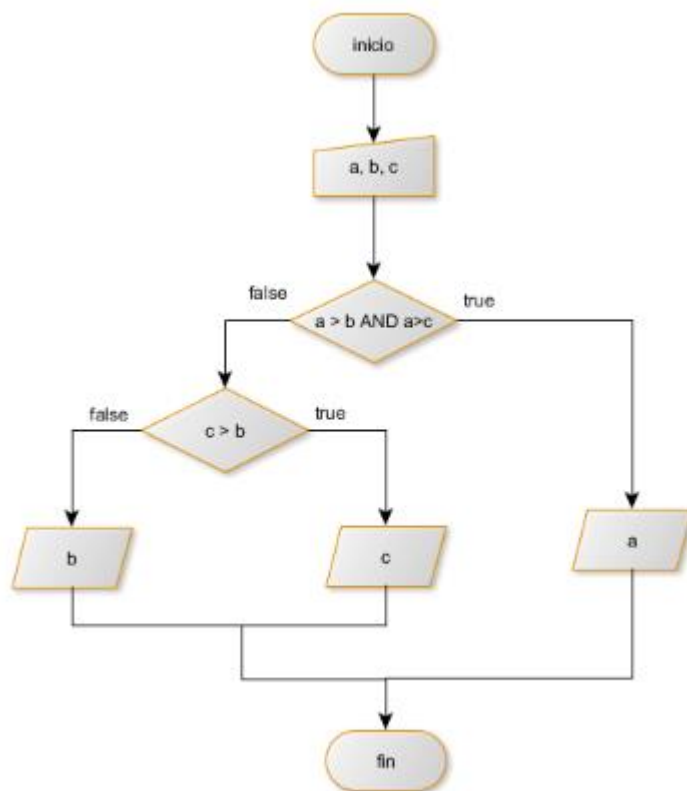 inicio
a, b, c
false
true
a > b AND a>c
false
true
c > b
b
c
a
fin